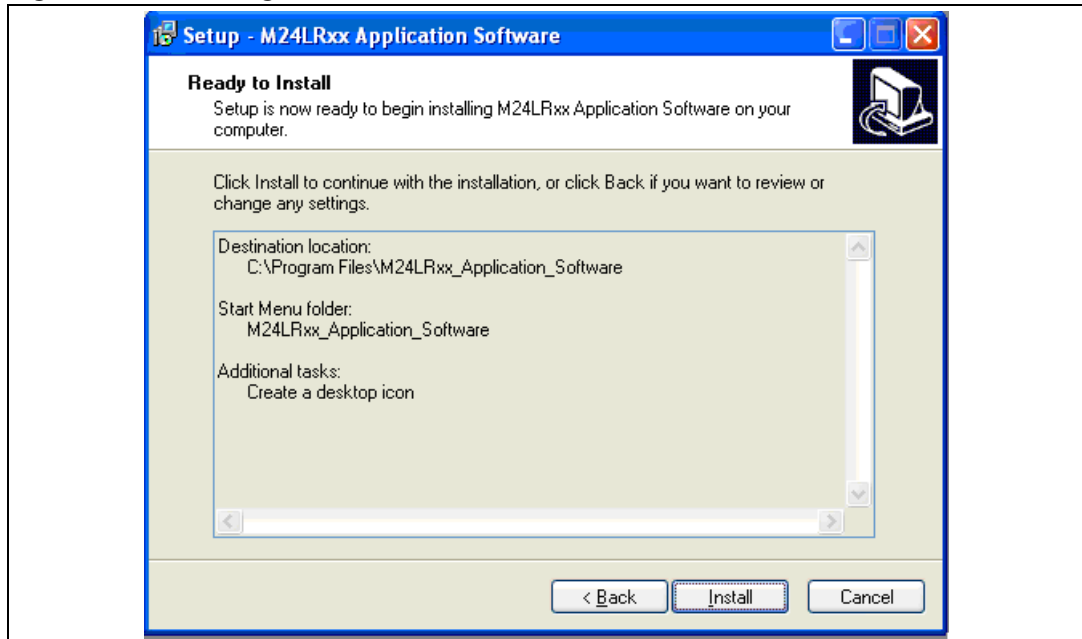 Setup - M24LRxx Application Software
Ready to Install
Setup is now ready to begin installing M24LRxx Application Software on your
computer.
Click Install to continue with the installation, or click Back if you want to review or
change any settings.
Destination location:
C:\Program Files\M24LRxx_Application_Software
Start Menu folder:
M24LRxx_Application_Software
Additional tasks:
Create a desktop icon
< Back Install Cancel